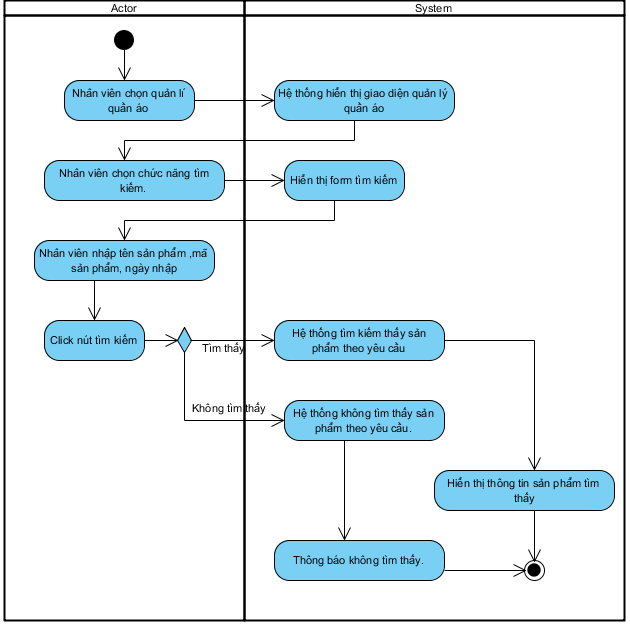 Actor
System
Nhân viên chọn quản lí
quần áo
Hệ thống hiển thị giao diện quản lý
quần áo
Nhân viên chọn chức năng tìm
kiếm.
Hiển thị form tìm kiếm
Nhân viên nhập tên sản phẩm ,mã
sản phẩm, ngày nhập
Click nút tìm kiếm
Tìm thấy
Hệ thống tìm kiếm thấy sản
phẩm theo yêu cầu
Không tìm thấy
Hệ thống không tìm thấy sản
phẩm theo yêu cầu.
Hiển thị thông tin sản phẩm tìm
thấy
Thông báo không tìm thấy.